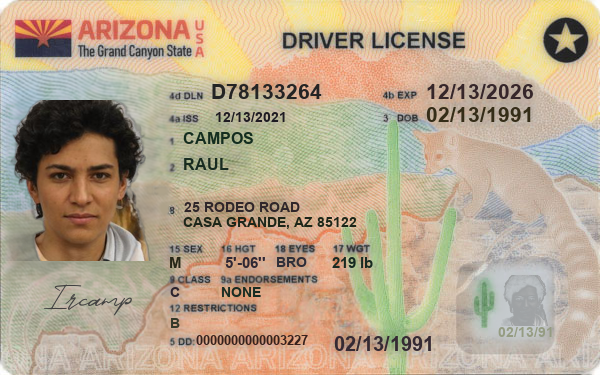 ARIZONA USA
The Grand Canyon State
DRIVER LICENSE
4d DLN D78133264
4b EXP 12/13/2026
4a ISS 12/13/2021
3 DOB 02/13/1991
1 CAMPOS
2 RAUL
8 25 RODEO ROAD
CASA GRANDE, AZ 85122
15 SEX 16 HGT 18 EYES 17 WGT
M 5'-06" BRO 219 lb
9 CLASS 9a ENDORSEMENTS
C NONE
12 RESTRICTIONS
B
5 DD: 0000000000003227
02/13/1991
Ircamp
02/13/91
ARIZONA ARIZONA ARIZONA ARIZONA